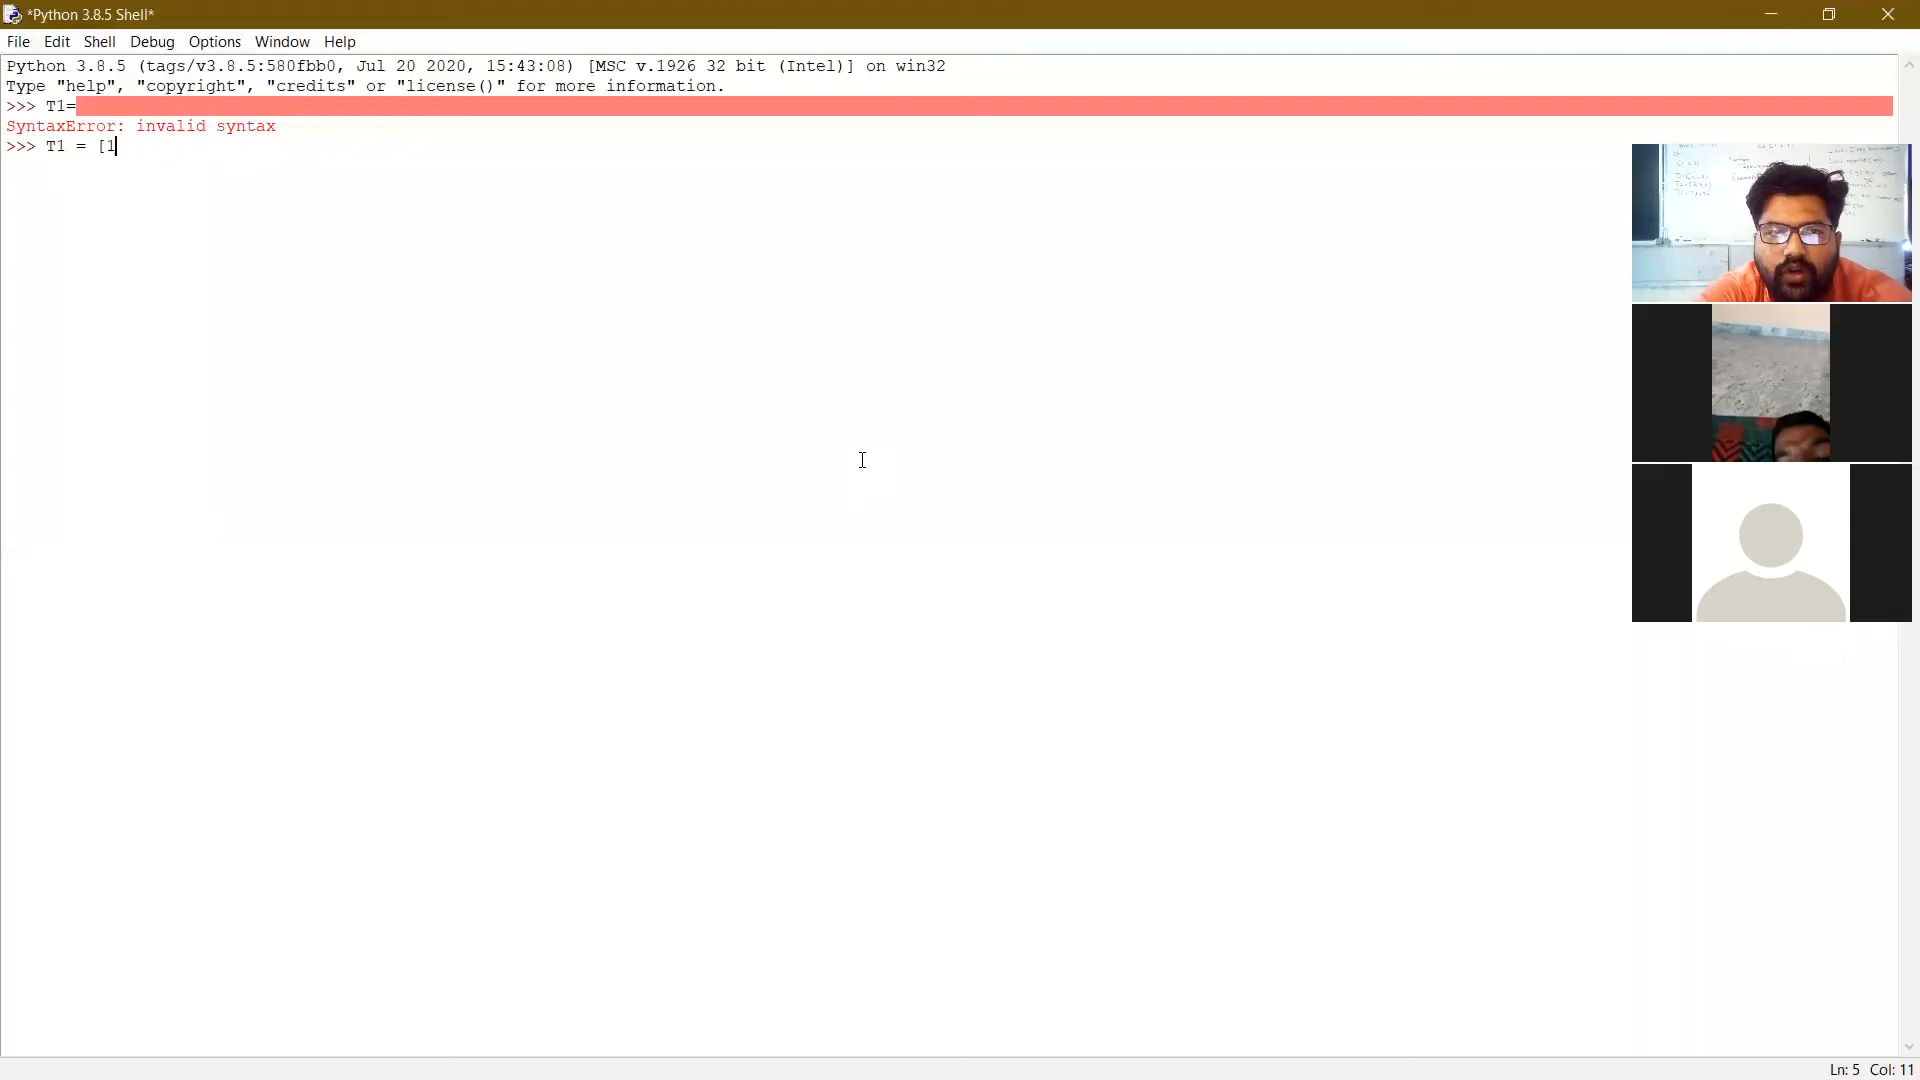 *Python 3.8.5 Shell*
File Edit Shell Debug Options Window Help
Python 3.8.5 (tags/v3.8.5:580fbb0, Jul 20 2020, 15:43:08) [MSC v.1926 32 bit (Intel)] on win32
Type "help", "copyright", "credits" or "license()" for more information.
>>> T1=
SyntaxError: invalid syntax
>>> T1 = [1
Ln: 5 Col: 11